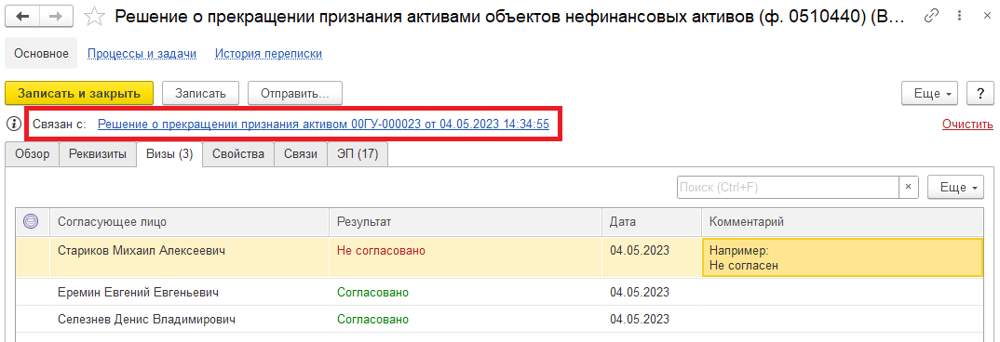 Решение о прекращении признания активами объектов нефинансовых активов (ф. 0510440) (В...
Основное Процессы и задачи История переписки
Записать и закрыть Записать Отправить... Еще ?
Связан с: Решение о прекращении признания активом 00ГУ-000023 от 04.05.2023 14:34:55 Очистить
Обзор Реквизиты Визы (3) Свойства Связи ЭП (17)
Поиск (Ctrl+F) × Еще
Согласующее лицо Результат Дата Комментарий
Стариков Михаил Алексеевич Не согласовано 04.05.2023 Например:
Не согласен
Еремин Евгений Евгеньевич Согласовано 04.05.2023
Селезнев Денис Владимирович Согласовано 04.05.2023